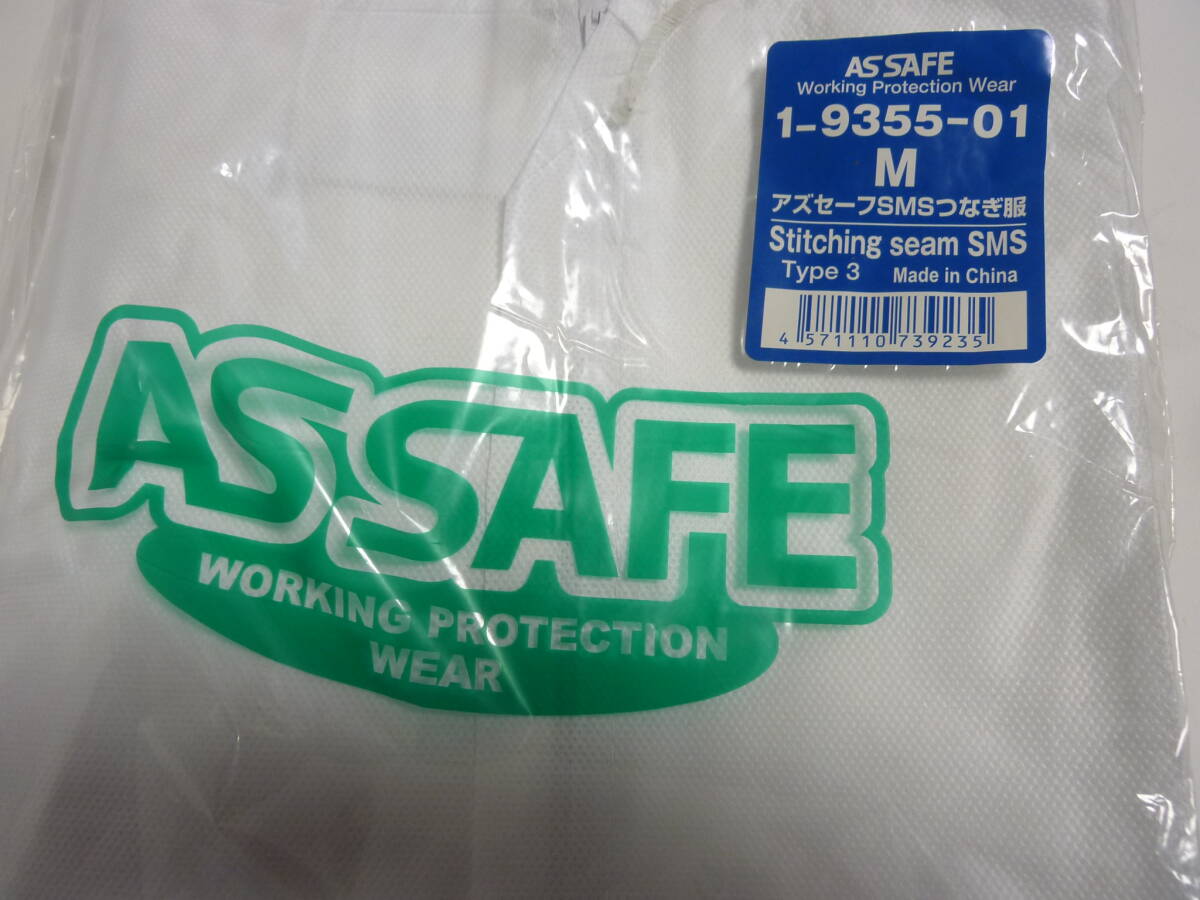 AS SAFE
Working Protection Wear
1-9355-01
M
アズセーフSMSつなぎ服
Stitching seam SMS
Type 3 Made in China
4 571110 739235
AS SAFE
WORKING PROTECTION
WEAR